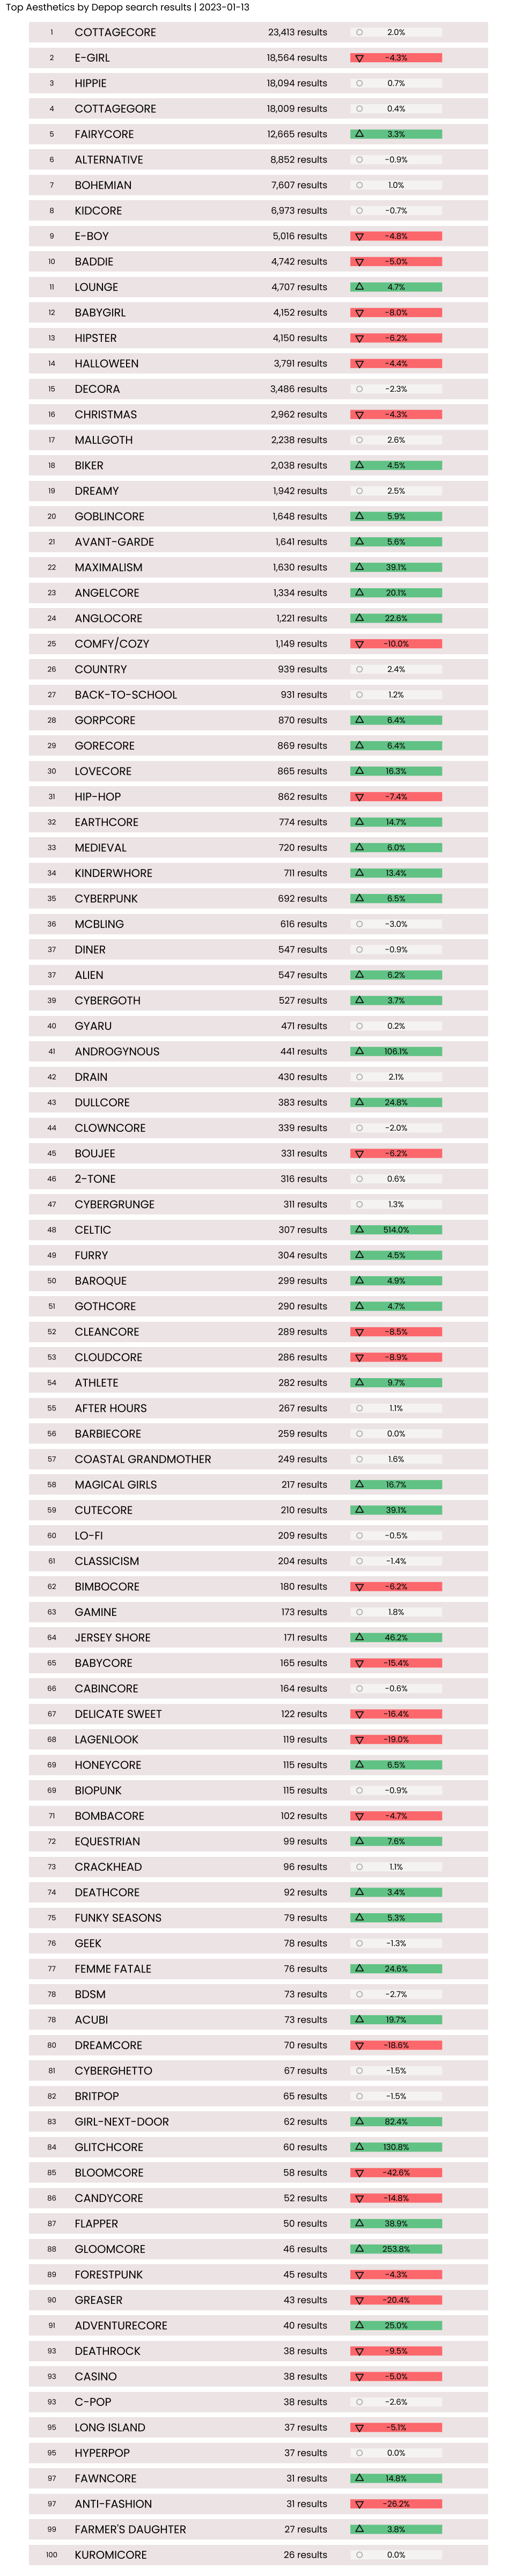 Top Aesthetics by Depop search results | 2023-01-13
1 COTTAGECORE 23,413 results 2.0%
2 E-GIRL 18,564 results -4.3%
3 HIPPIE 18,094 results 0.7%
4 COTTAGEGORE 18,009 results 0.4%
5 FAIRYCORE 12,665 results 3.3%
6 ALTERNATIVE 8,852 results -0.9%
7 BOHEMIAN 7,607 results 1.0%
8 KIDCORE 6,973 results -0.7%
9 E-BOY 5,016 results -4.8%
10 BADDIE 4,742 results -5.0%
11 LOUNGE 4,707 results 4.7%
12 BABYGIRL 4,152 results -8.0%
13 HIPSTER 4,150 results -6.2%
14 HALLOWEEN 3,791 results -4.4%
15 DECORA 3,486 results -2.3%
16 CHRISTMAS 2,962 results -4.3%
17 MALLGOTH 2,238 results 2.6%
18 BIKER 2,038 results 4.5%
19 DREAMY 1,942 results 2.5%
20 GOBLINCORE 1,648 results 5.9%
21 AVANT-GARDE 1,641 results 5.6%
22 MAXIMALISM 1,630 results 39.1%
23 ANGELCORE 1,334 results 20.1%
24 ANGLOCORE 1,221 results 22.6%
25 COMFY/COZY 1,149 results -10.0%
26 COUNTRY 939 results 2.4%
27 BACK-TO-SCHOOL 931 results 1.2%
28 GORPCORE 870 results 6.4%
29 GORECORE 869 results 6.4%
30 LOVECORE 865 results 16.3%
31 HIP-HOP 862 results -7.4%
32 EARTHCORE 774 results 14.7%
33 MEDIEVAL 720 results 6.0%
34 KINDERWHORE 711 results 13.4%
35 CYBERPUNK 692 results 6.5%
36 MCBLING 616 results -3.0%
37 DINER 547 results -0.9%
37 ALIEN 547 results 6.2%
39 CYBERGOTH 527 results 3.7%
40 GYARU 471 results 0.2%
41 ANDROGYNOUS 441 results 106.1%
42 DRAIN 430 results 2.1%
43 DULLCORE 383 results 24.8%
44 CLOWNCORE 339 results -2.0%
45 BOUJEE 331 results -6.2%
46 2-TONE 316 results 0.6%
47 CYBERGRUNGE 311 results 1.3%
48 CELTIC 307 results 514.0%
49 FURRY 304 results 4.5%
50 BAROQUE 299 results 4.9%
51 GOTHCORE 290 results 4.7%
52 CLEANCORE 289 results -8.5%
53 CLOUDCORE 286 results -8.9%
54 ATHLETE 282 results 9.7%
55 AFTER HOURS 267 results 1.1%
56 BARBIECORE 259 results 0.0%
57 COASTAL GRANDMOTHER 249 results 1.6%
58 MAGICAL GIRLS 217 results 16.7%
59 CUTECORE 210 results 39.1%
60 LO-FI 209 results -0.5%
61 CLASSICISM 204 results -1.4%
62 BIMBOCORE 180 results -6.2%
63 GAMINE 173 results 1.8%
64 JERSEY SHORE 171 results 46.2%
65 BABYCORE 165 results -15.4%
66 CABINCORE 164 results -0.6%
67 DELICATE SWEET 122 results -16.4%
68 LAGENLOOK 119 results -19.0%
69 HONEYCORE 115 results 6.5%
69 BIOPUNK 115 results -0.9%
71 BOMBACORE 102 results -4.7%
72 EQUESTRIAN 99 results 7.6%
73 CRACKHEAD 96 results 1.1%
74 DEATHCORE 92 results 3.4%
75 FUNKY SEASONS 79 results 5.3%
76 GEEK 78 results -1.3%
77 FEMME FATALE 76 results 24.6%
78 BDSM 73 results -2.7%
78 ACUBI 73 results 19.7%
80 DREAMCORE 70 results -18.6%
81 CYBERGHETTO 67 results -1.5%
82 BRITPOP 65 results -1.5%
83 GIRL-NEXT-DOOR 62 results 82.4%
84 GLITCHCORE 60 results 130.8%
85 BLOOMCORE 58 results -42.6%
86 CANDYCORE 52 results -14.8%
87 FLAPPER 50 results 38.9%
88 GLOOMCORE 46 results 253.8%
89 FORESTPUNK 45 results -4.3%
90 GREASER 43 results -20.4%
91 ADVENTURECORE 40 results 25.0%
93 DEATHROCK 38 results -9.5%
93 CASINO 38 results -5.0%
93 C-POP 38 results -2.6%
95 LONG ISLAND 37 results -5.1%
95 HYPERPOP 37 results 0.0%
97 FAWNCORE 31 results 14.8%
97 ANTI-FASHION 31 results -26.2%
99 FARMER'S DAUGHTER 27 results 3.8%
100 KUROMICORE 26 results 0.0%